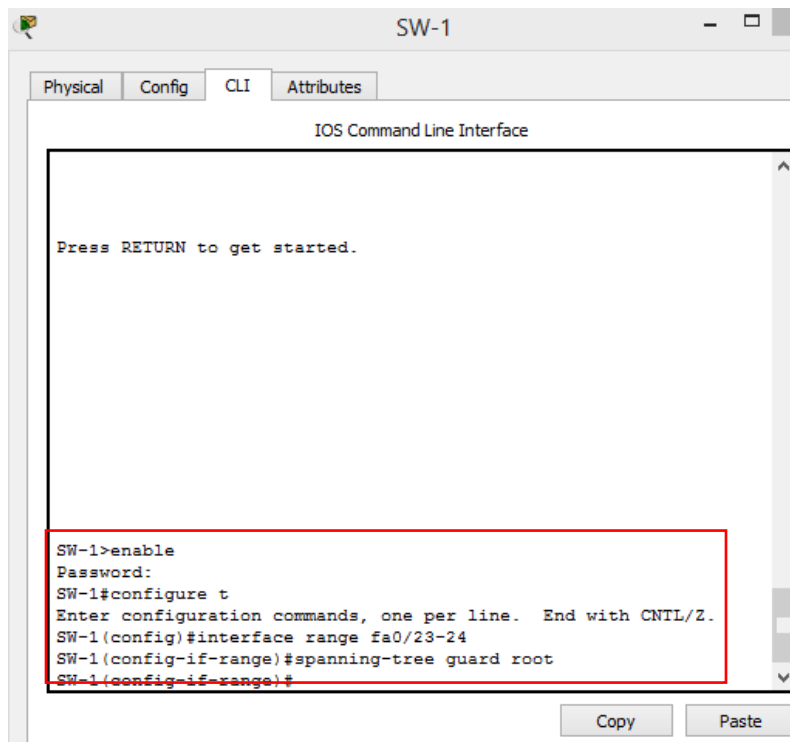 SW-1
Physical Config CLI Attributes
IOS Command Line Interface
Press RETURN to get started.
SW-1>enable
Password:
SW-1#configure t
Enter configuration commands, one per line.  End with CNTL/Z.
SW-1(config)#interface range fa0/23-24
SW-1(config-if-range)#spanning-tree guard root
SW-1(config-if-range)#
Copy Paste